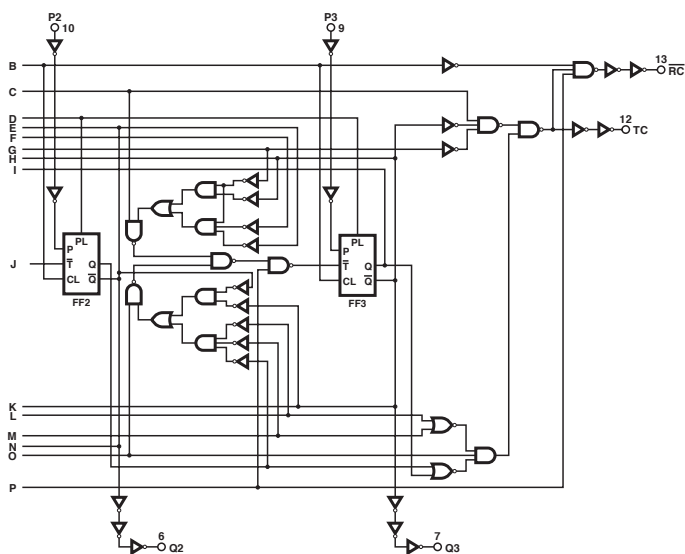 P2
10
P3
9
B
13
RC
C
12
TC
D
E
F
G
H
I
PL
P
T
Q
CL
Q
FF2
PL
P
T
Q
CL
Q
FF3
J
K
L
M
N
O
P
6
Q2
7
Q3